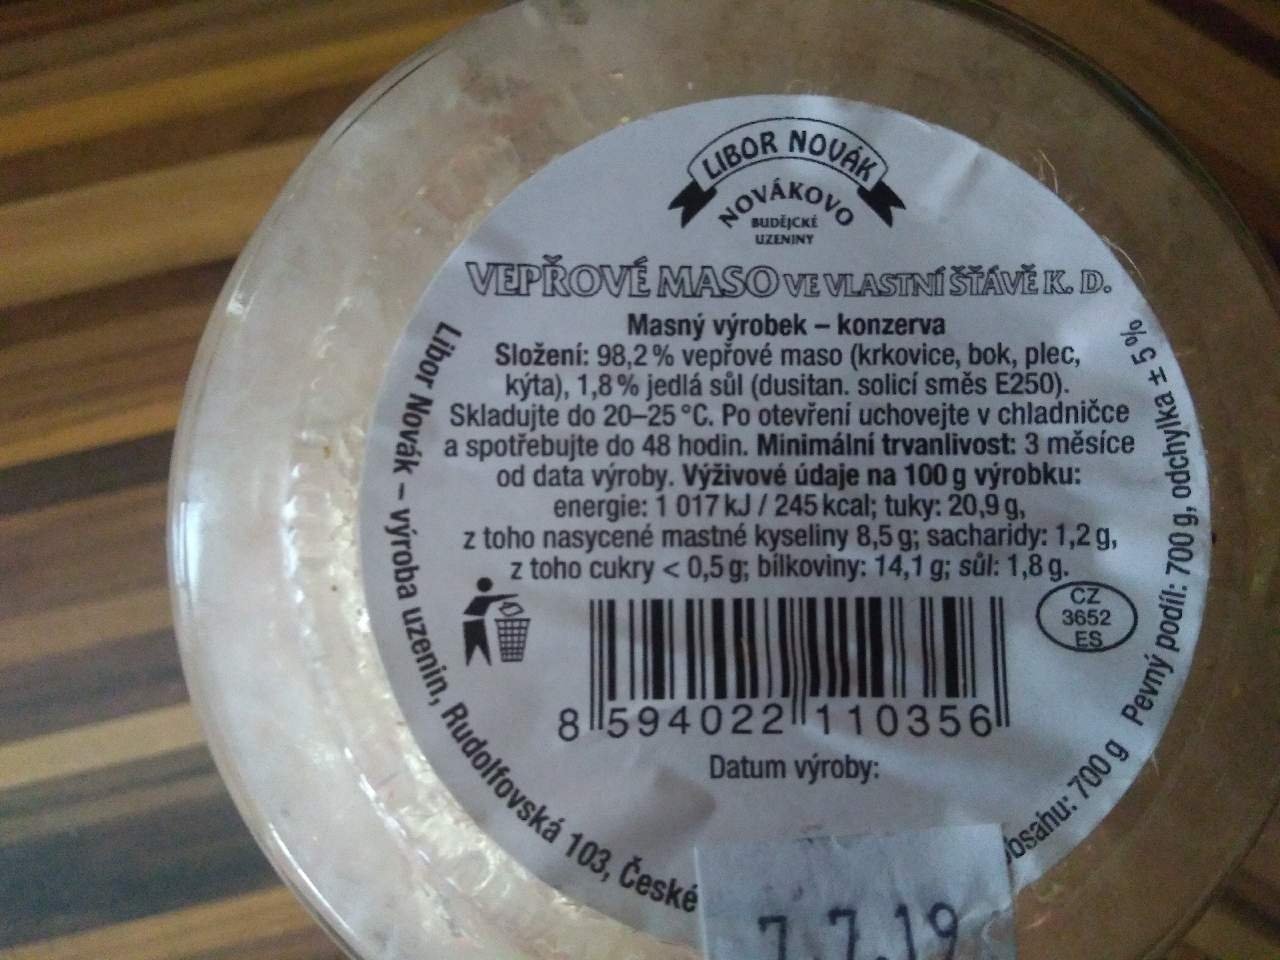 LIBOR NOVÁK
NOVÁKOVO
BUDĚJCKÉ
UZENINY
VEPŘOVÉ MASO VE VLASTNÍ ŠŤÁVĚ K. D.
Masný výrobek – konzerva
Složení: 98,2 % vepřové maso (krkovice, bok, plec,
kýta), 1,8 % jedlá sůl (dusitan. solicí směs E250).
Skladujte do 20–25 °C. Po otevření uchovejte v chladničce
a spotřebujte do 48 hodin. Minimální trvanlivost: 3 měsíce
od data výroby. Výživové údaje na 100 g výrobku:
energie: 1 017 kJ / 245 kcal; tuky: 20,9 g,
z toho nasycené mastné kyseliny 8,5 g; sacharidy: 1,2 g,
z toho cukry < 0,5 g; bílkoviny: 14,1 g; sůl: 1,8 g.
CZ
3652
ES
8 594022 110356
Datum výroby:
7.7.19
Libor Novák – výroba uzenin, Rudolfovská 103, České
bsahu: 700 g Pevný podíl: 700 g, odchylka ± 5 %